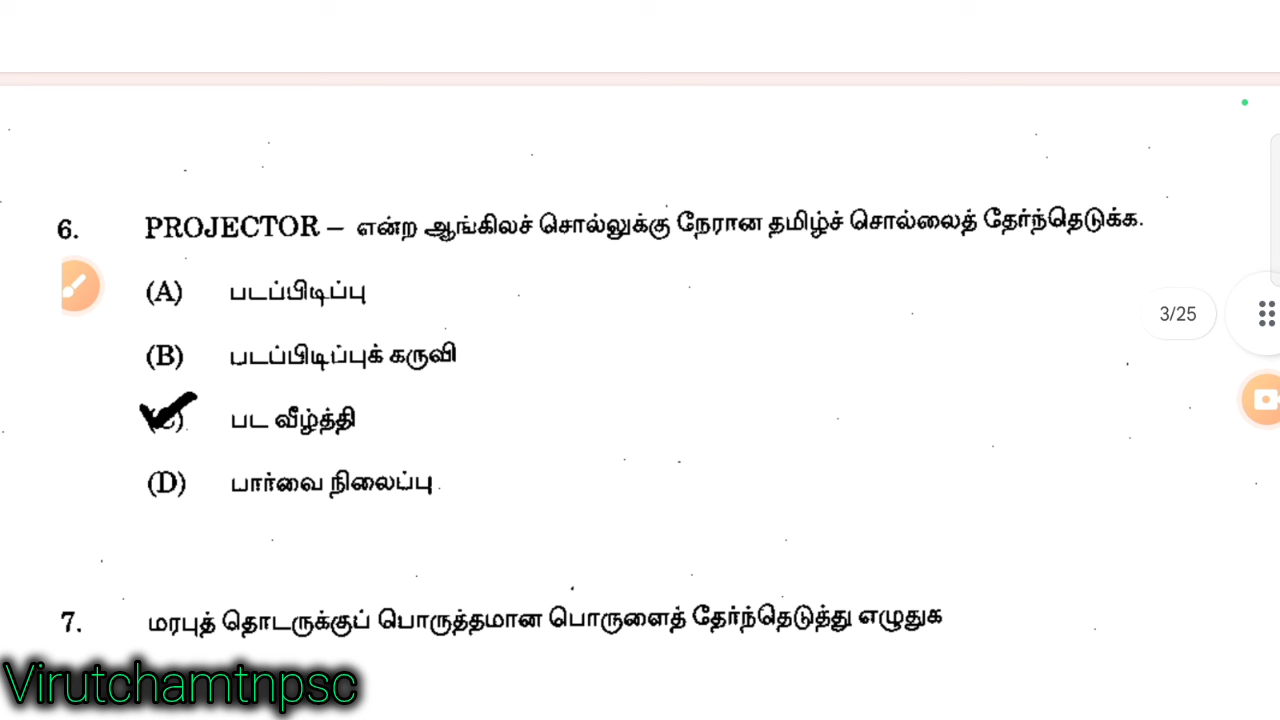 6. PROJECTOR – என்ற ஆங்கிலச் சொல்லுக்கு நேரான தமிழ்ச் சொல்லைத் தேர்ந்தெடுக்க.
(A) படப்பிடிப்பு
(B) படப்பிடிப்புக் கருவி
3/25
(C) பட வீழ்த்தி
(D) பார்வை நிலைப்பு
7. மரபுத் தொடருக்குப் பொருத்தமான பொருளைத் தேர்ந்தெடுத்து எழுதுக
Virutchamtnpsc